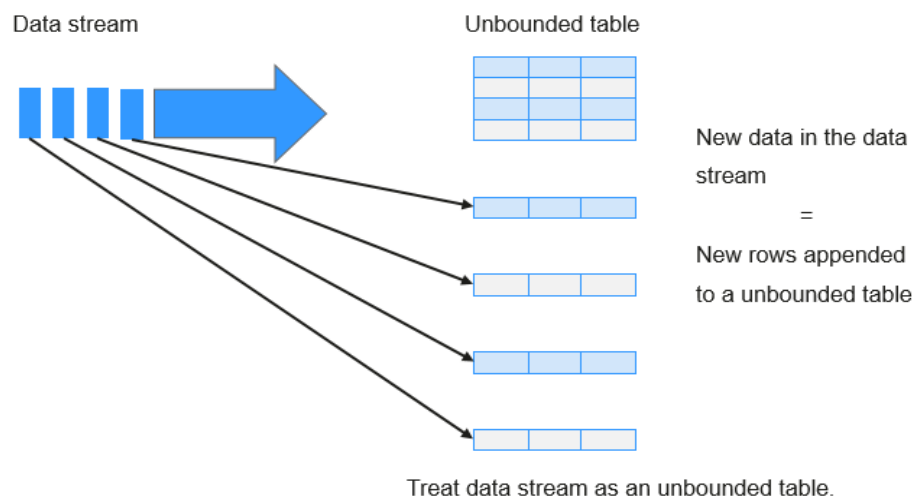 Data stream
Unbounded table
New data in the data
stream
=
New rows appended
to a unbounded table
Treat data stream as an unbounded table.